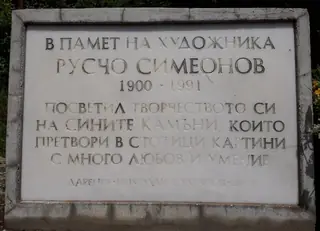 В ПАМЕТ НА ХУДОЖНИКА
РУСЧО СИМЕОНОВ
1900 - 1991
ПОСВЕТИЛ ТВОРЧЕСТВОТО СИ
НА СИНИТЕ КАМЪНИ, КОИТО
ПРЕТВОРИ В СТОТИЦИ КАРТИНИ
С МНОГО ЛЮБОВ И УМЕНИЕ